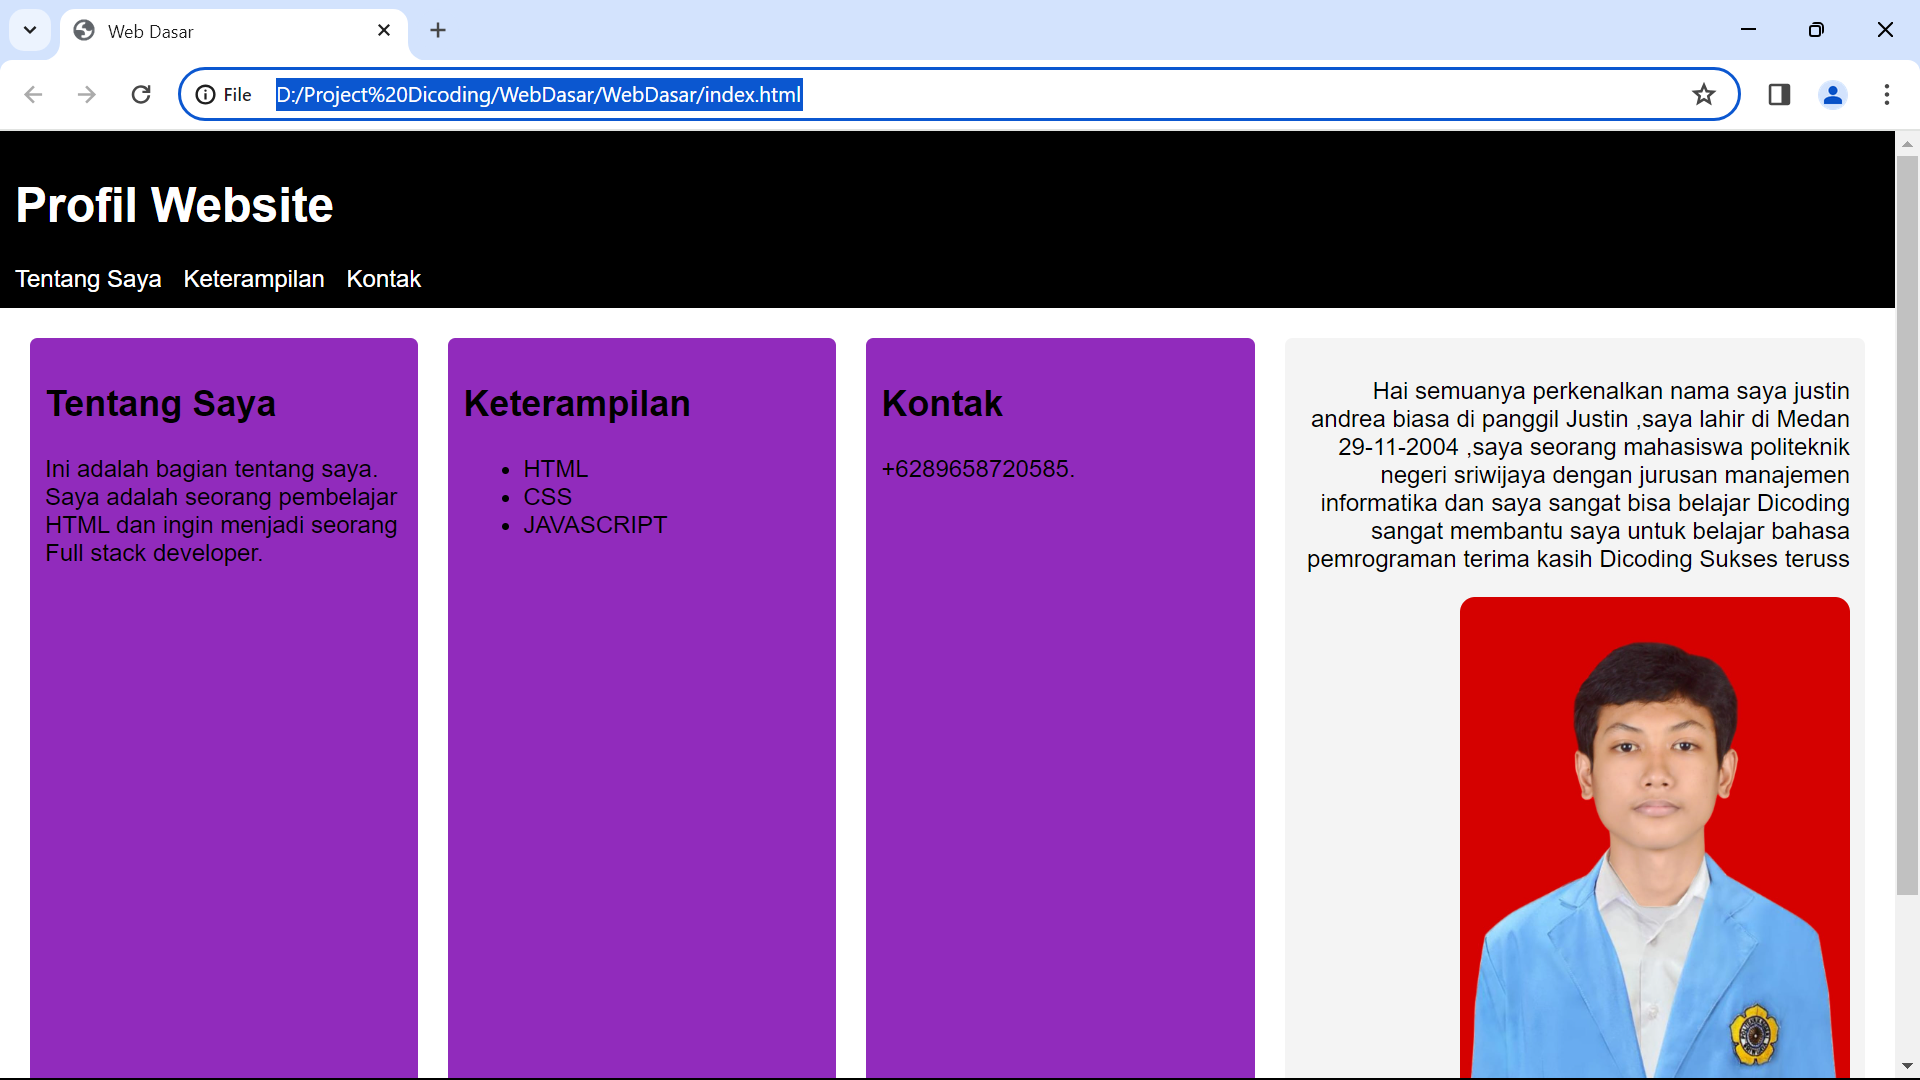 Web Dasar
File
D:/Project%20Dicoding/WebDasar/WebDasar/index.html
Profil Website
Tentang Saya Keterampilan Kontak
Tentang Saya
Ini adalah bagian tentang saya.
Saya adalah seorang pembelajar
HTML dan ingin menjadi seorang
Full stack developer.
Keterampilan
• HTML
• CSS
• JAVASCRIPT
Kontak
+6289658720585.
Hai semuanya perkenalkan nama saya justin
andrea biasa di panggil Justin ,saya lahir di Medan
29-11-2004 ,saya seorang mahasiswa politeknik
negeri sriwijaya dengan jurusan manajemen
informatika dan saya sangat bisa belajar Dicoding
sangat membantu saya untuk belajar bahasa
pemrograman terima kasih Dicoding Sukses teruss